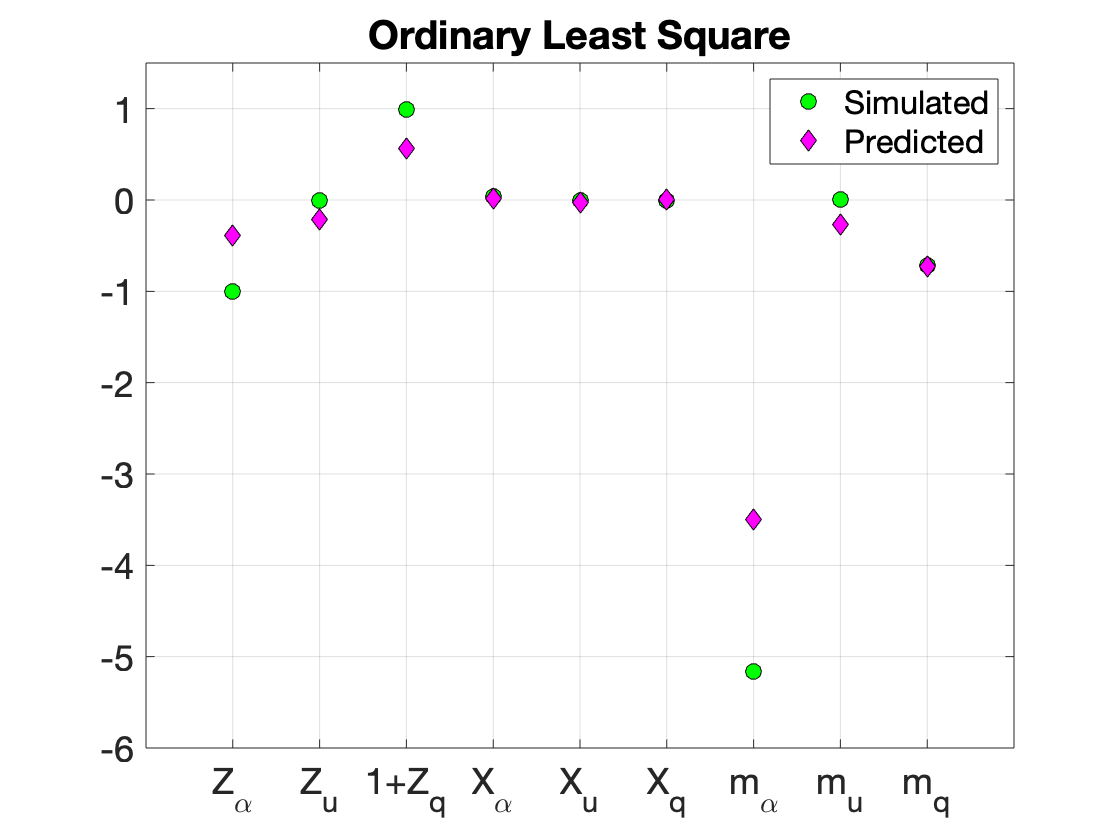 Ordinary Least Square
Simulated
Predicted
1
0
-1
-2
-3
-4
-5
-6
Zα Zu 1+Zq Xα Xu Xq mα mu mq